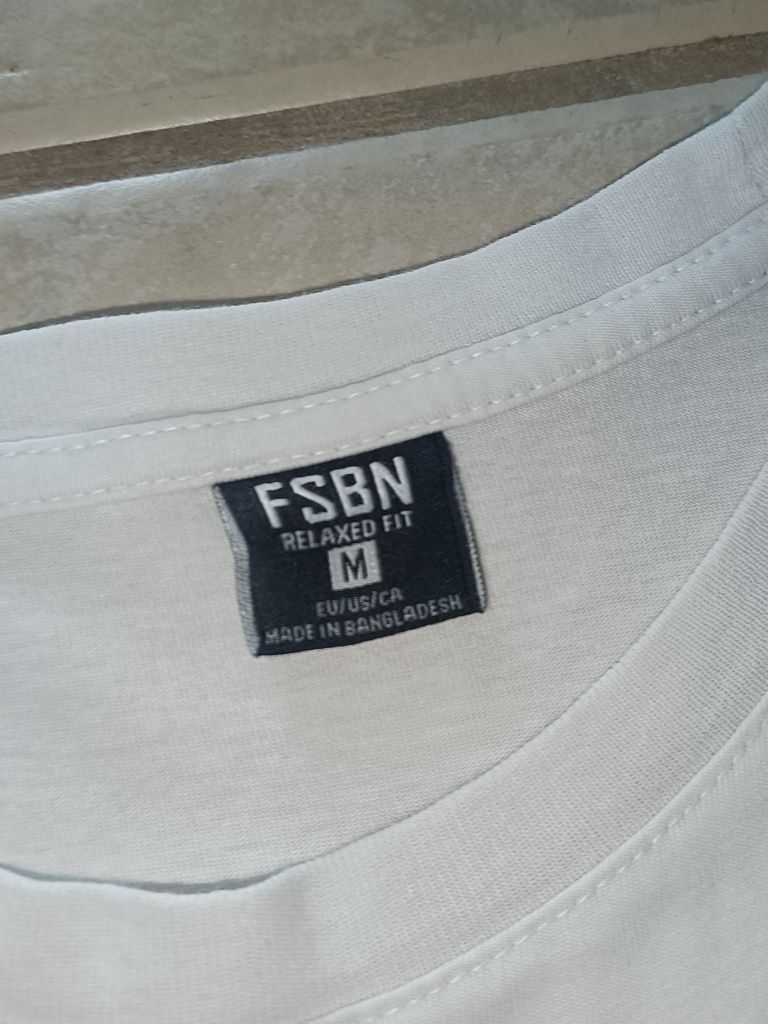 FSBN
RELAXED FIT
M
EU/US/CA
MADE IN BANGLADESH